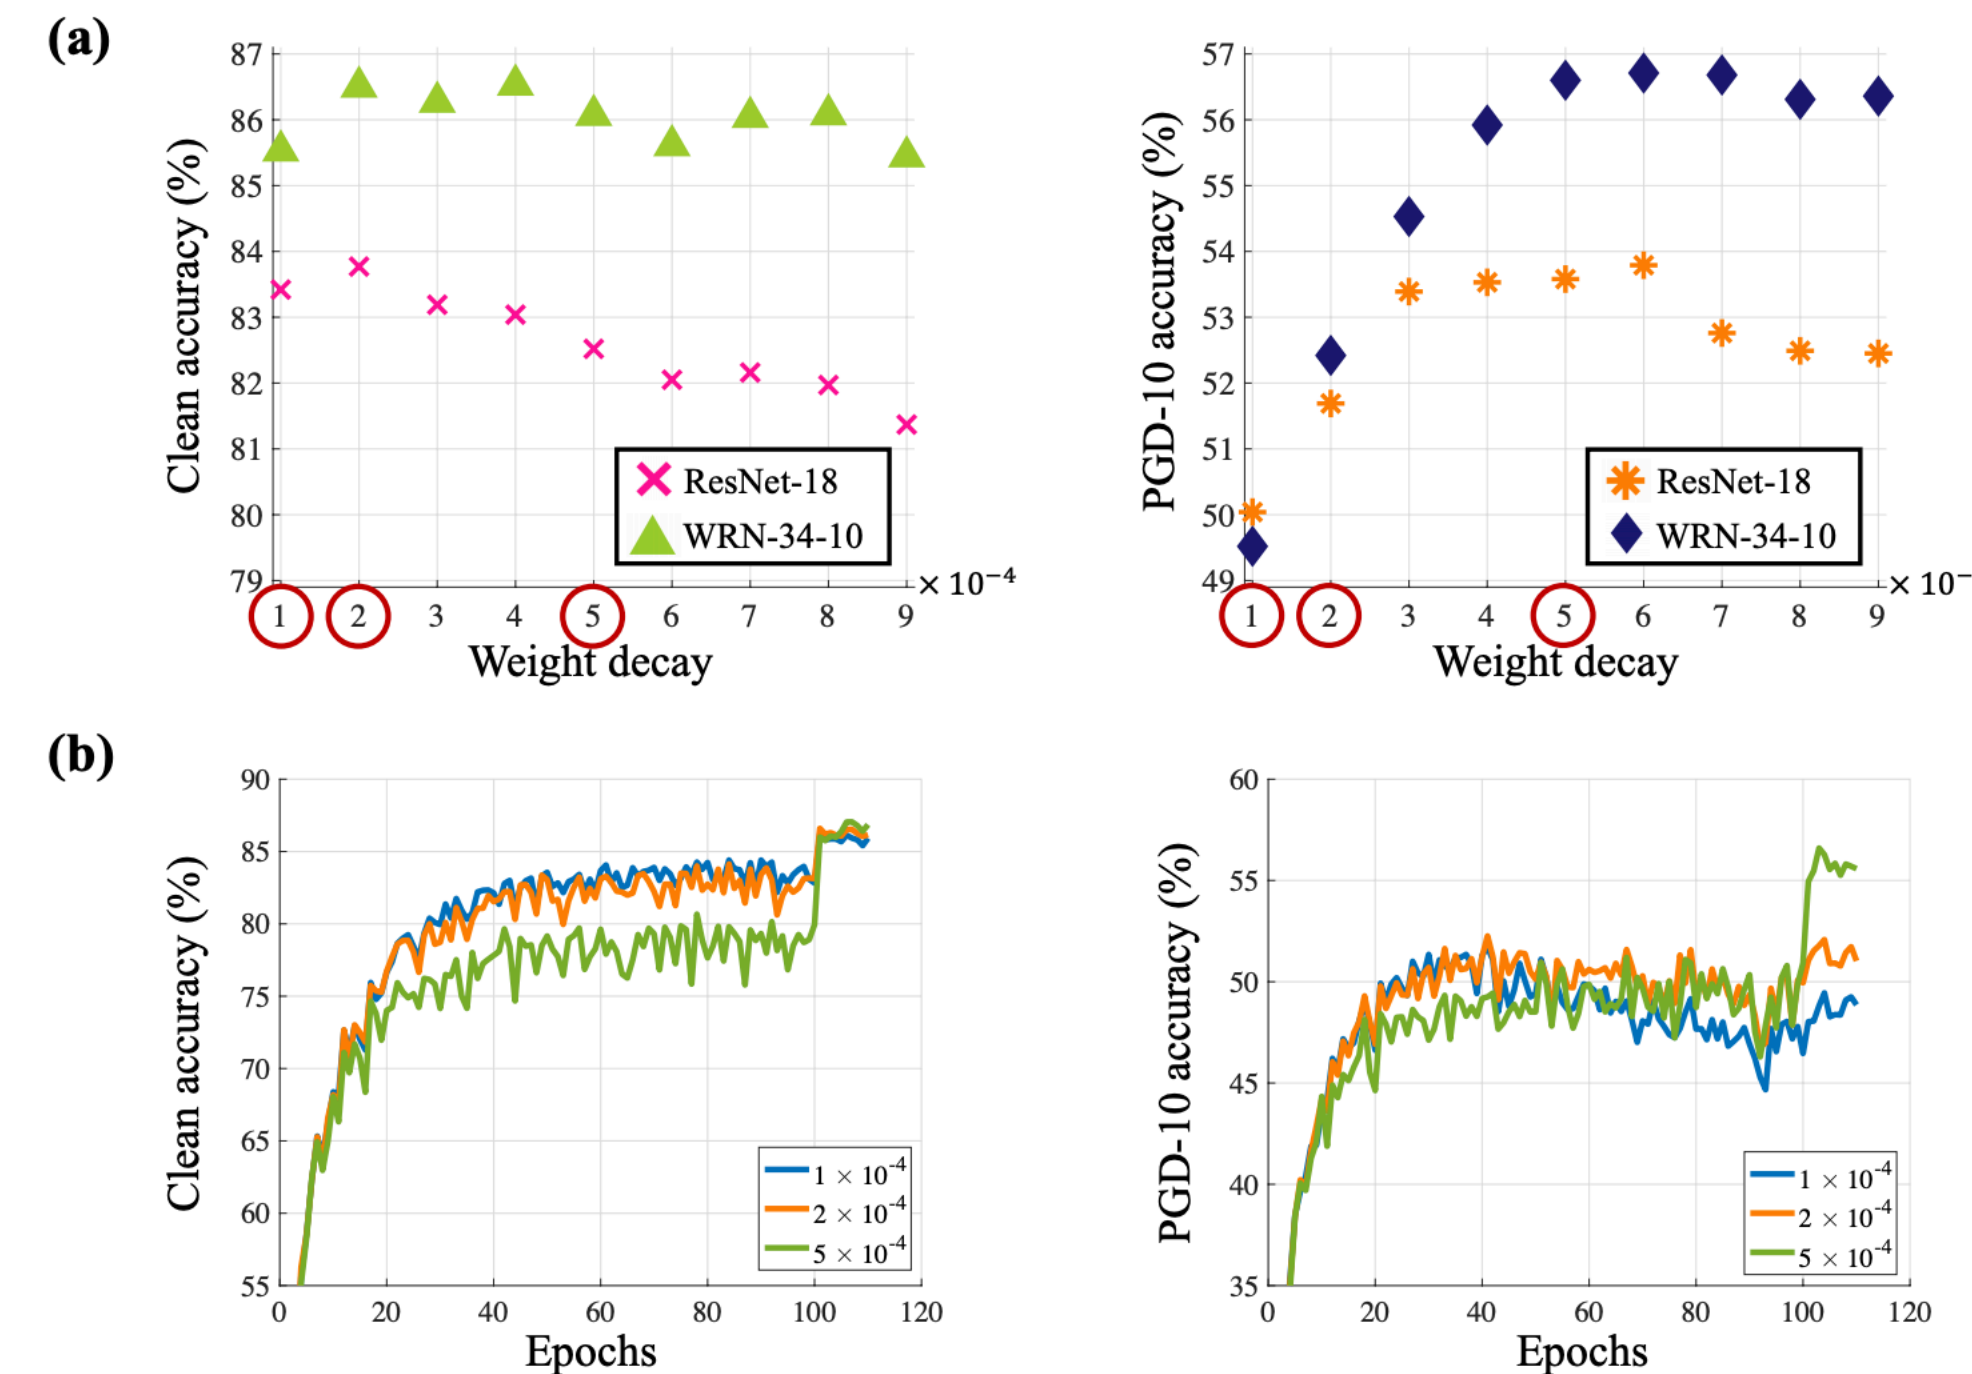 (a)
Clean accuracy (%)
87
86
85
84
83
82
81
80
79
ResNet-18
WRN-34-10
1 2 3 4 5 6 7 8 9 × 10⁻⁴
Weight decay
PGD-10 accuracy (%)
57
56
55
54
53
52
51
50
49
ResNet-18
WRN-34-10
1 2 3 4 5 6 7 8 9 × 10⁻
Weight decay
(b)
Clean accuracy (%)
90
85
80
75
70
65
60
55
1 × 10⁻⁴
2 × 10⁻⁴
5 × 10⁻⁴
0 20 40 60 80 100 120
Epochs
PGD-10 accuracy (%)
60
55
50
45
40
35
1 × 10⁻⁴
2 × 10⁻⁴
5 × 10⁻⁴
0 20 40 60 80 100 120
Epochs